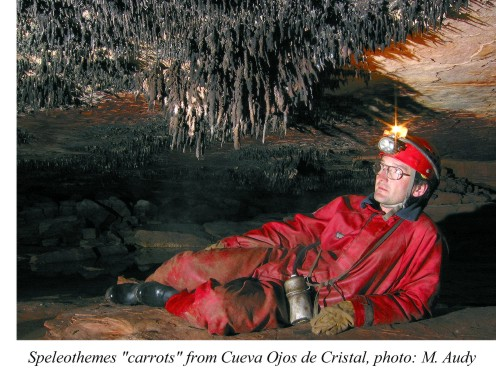 Speleothemes "carrots" from Cueva Ojos de Cristal, photo: M. Audy